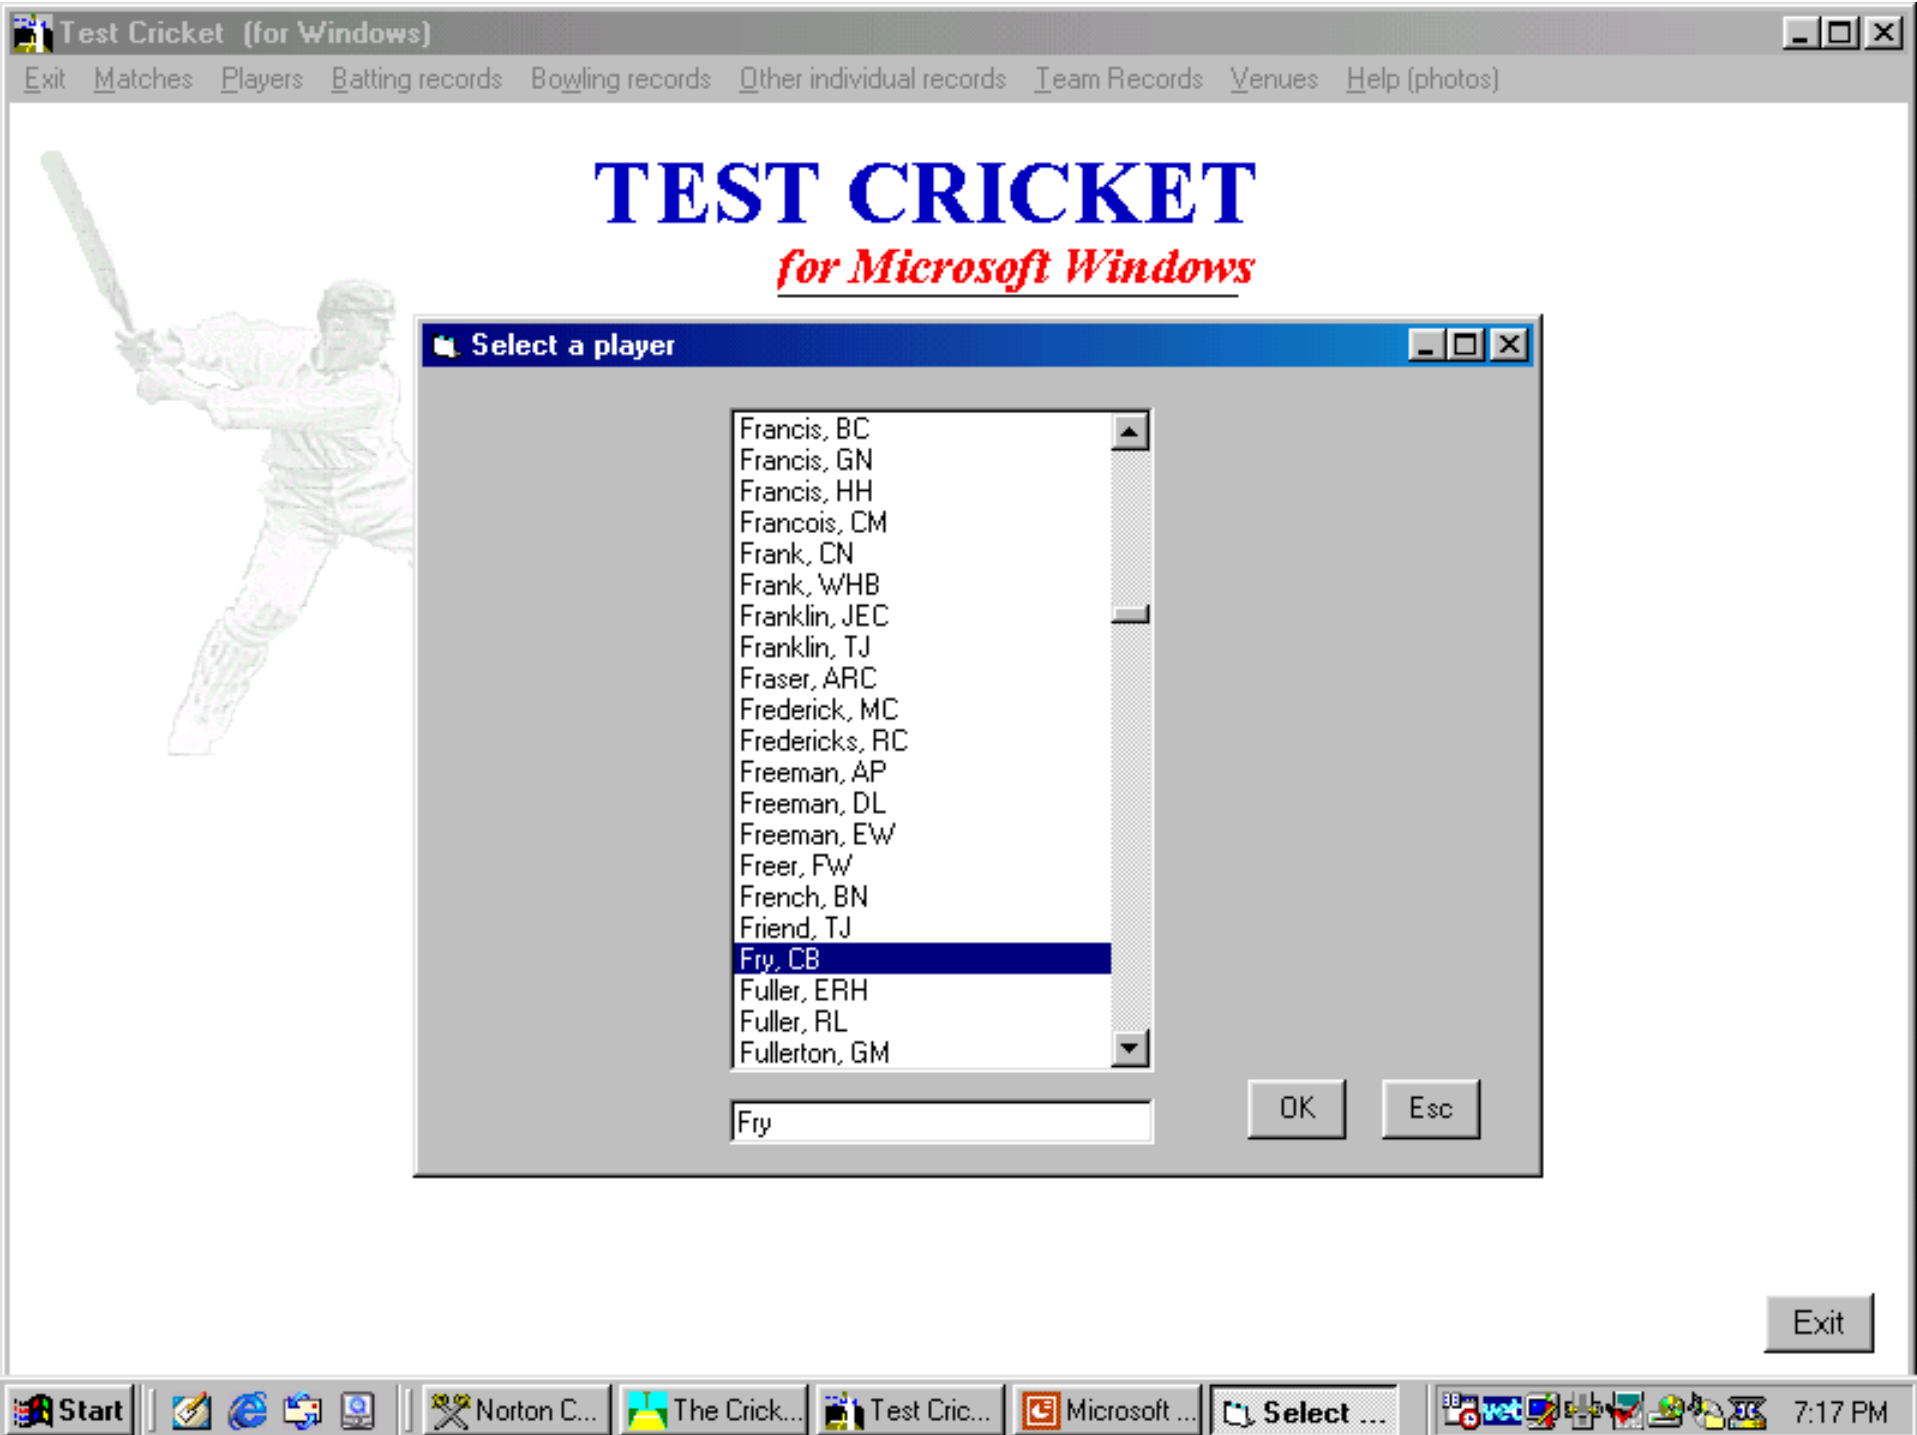 Test Cricket (for Windows)
Exit Matches Players Batting records Bowling records Other individual records Team Records Venues Help (photos)
TEST CRICKET
for Microsoft Windows
Select a player
Francis, BC
Francis, GN
Francis, HH
Francois, CM
Frank, CN
Frank, WHB
Franklin, JEC
Franklin, TJ
Fraser, ARC
Frederick, MC
Fredericks, RC
Freeman, AP
Freeman, DL
Freeman, EW
Freer, FW
French, BN
Friend, TJ
Fry, CB
Fuller, ERH
Fuller, RL
Fullerton, GM
Fry
OK Esc
Exit
Start Norton C... The Crick... Test Cric... Microsoft ... Select ... vet 7:17 PM